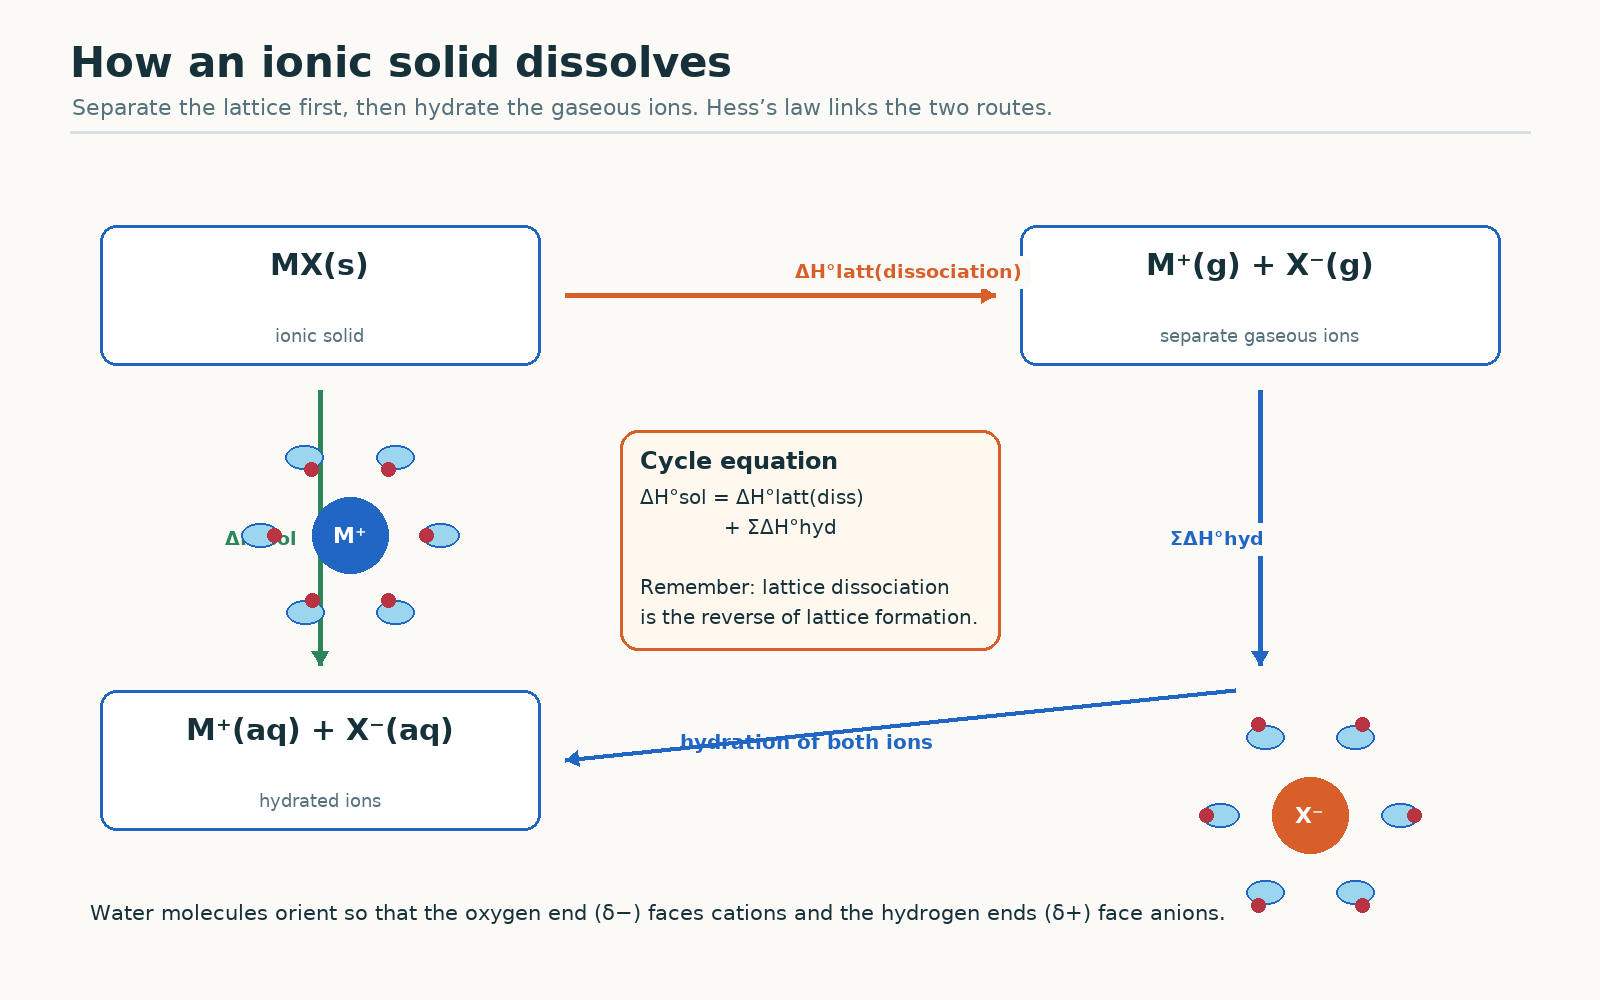 How an ionic solid dissolves
Separate the lattice first, then hydrate the gaseous ions. Hess’s law links the two routes.
MX(s)
ionic solid
ΔH°latt(dissociation)
M⁺(g) + X⁻(g)
separate gaseous ions
Cycle equation
ΔH°sol = ΔH°latt(diss)
+ ΣΔH°hyd
Remember: lattice dissociation
is the reverse of lattice formation.
M⁺
ΣΔH°hyd
M⁺(aq) + X⁻(aq)
hydrated ions
hydration of both ions
X⁻
Water molecules orient so that the oxygen end (δ−) faces cations and the hydrogen ends (δ+) face anions.